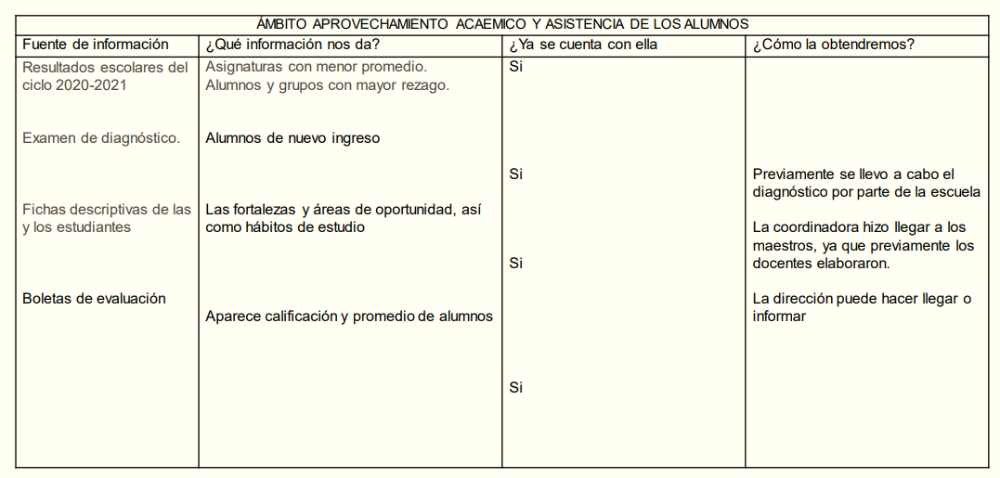 ÁMBITO APROVECHAMIENTO ACAEMICO Y ASISTENCIA DE LOS ALUMNOS
Fuente de información
¿Qué información nos da?
¿Ya se cuenta con ella
¿Cómo la obtendremos?
Resultados escolares del
ciclo 2020-2021
Asignaturas con menor promedio.
Alumnos y grupos con mayor rezago.
Si
Examen de diagnóstico.
Alumnos de nuevo ingreso
Si
Previamente se llevo a cabo el
diagnóstico por parte de la escuela
Fichas descriptivas de las
y los estudiantes
Las fortalezas y áreas de oportunidad, así
como hábitos de estudio
Si
La coordinadora hizo llegar a los
maestros, ya que previamente los
docentes elaboraron.
Boletas de evaluación
Aparece calificación y promedio de alumnos
Si
La dirección puede hacer llegar o
informar